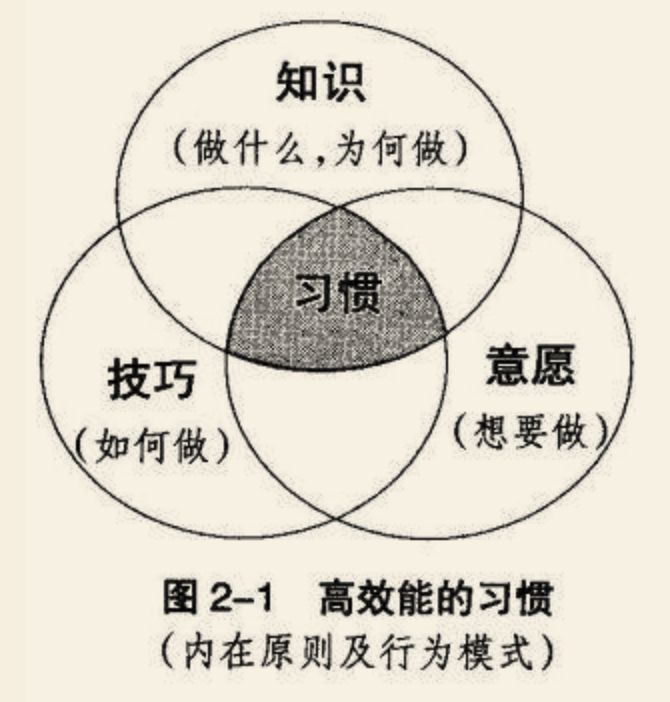 知识
(做什么,为何做)
习惯
技巧
(如何做)
意愿
(想要做)
图 2-1 高效能的习惯
(内在原则及行为模式)